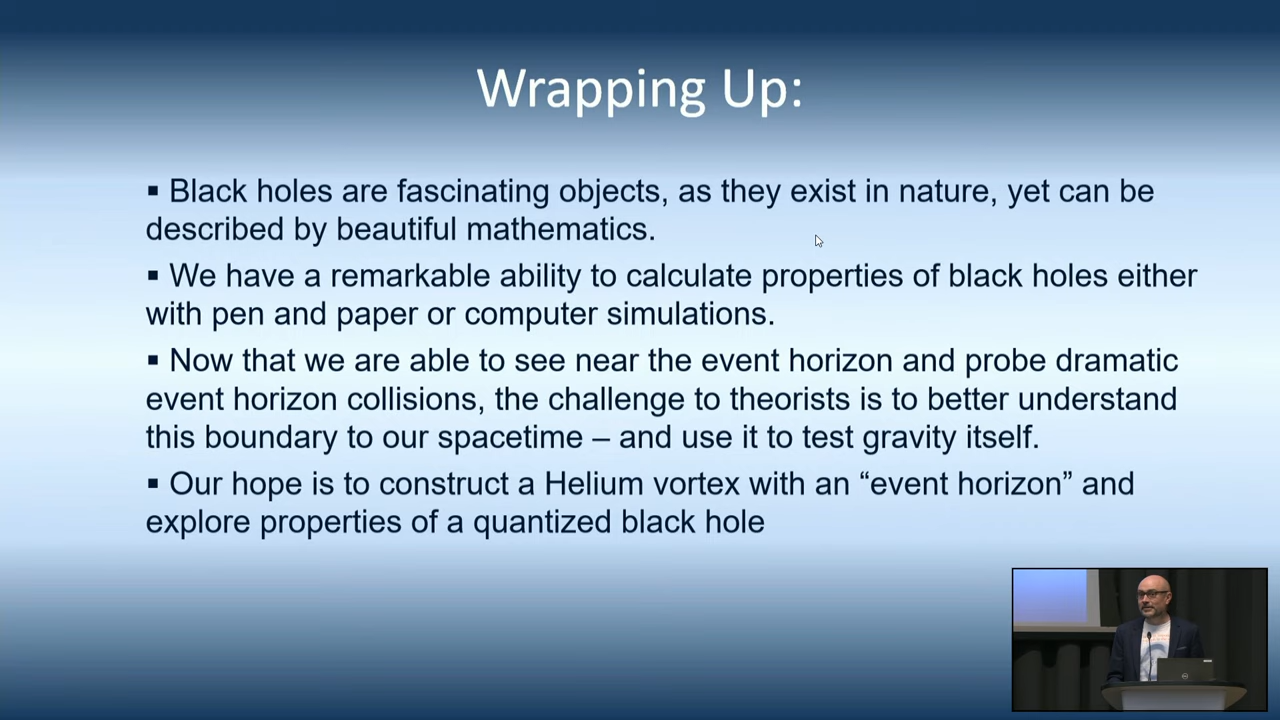 Wrapping Up:
▪ Black holes are fascinating objects, as they exist in nature, yet can be
described by beautiful mathematics.
▪ We have a remarkable ability to calculate properties of black holes either
with pen and paper or computer simulations.
▪ Now that we are able to see near the event horizon and probe dramatic
event horizon collisions, the challenge to theorists is to better understand
this boundary to our spacetime – and use it to test gravity itself.
▪ Our hope is to construct a Helium vortex with an “event horizon” and
explore properties of a quantized black hole